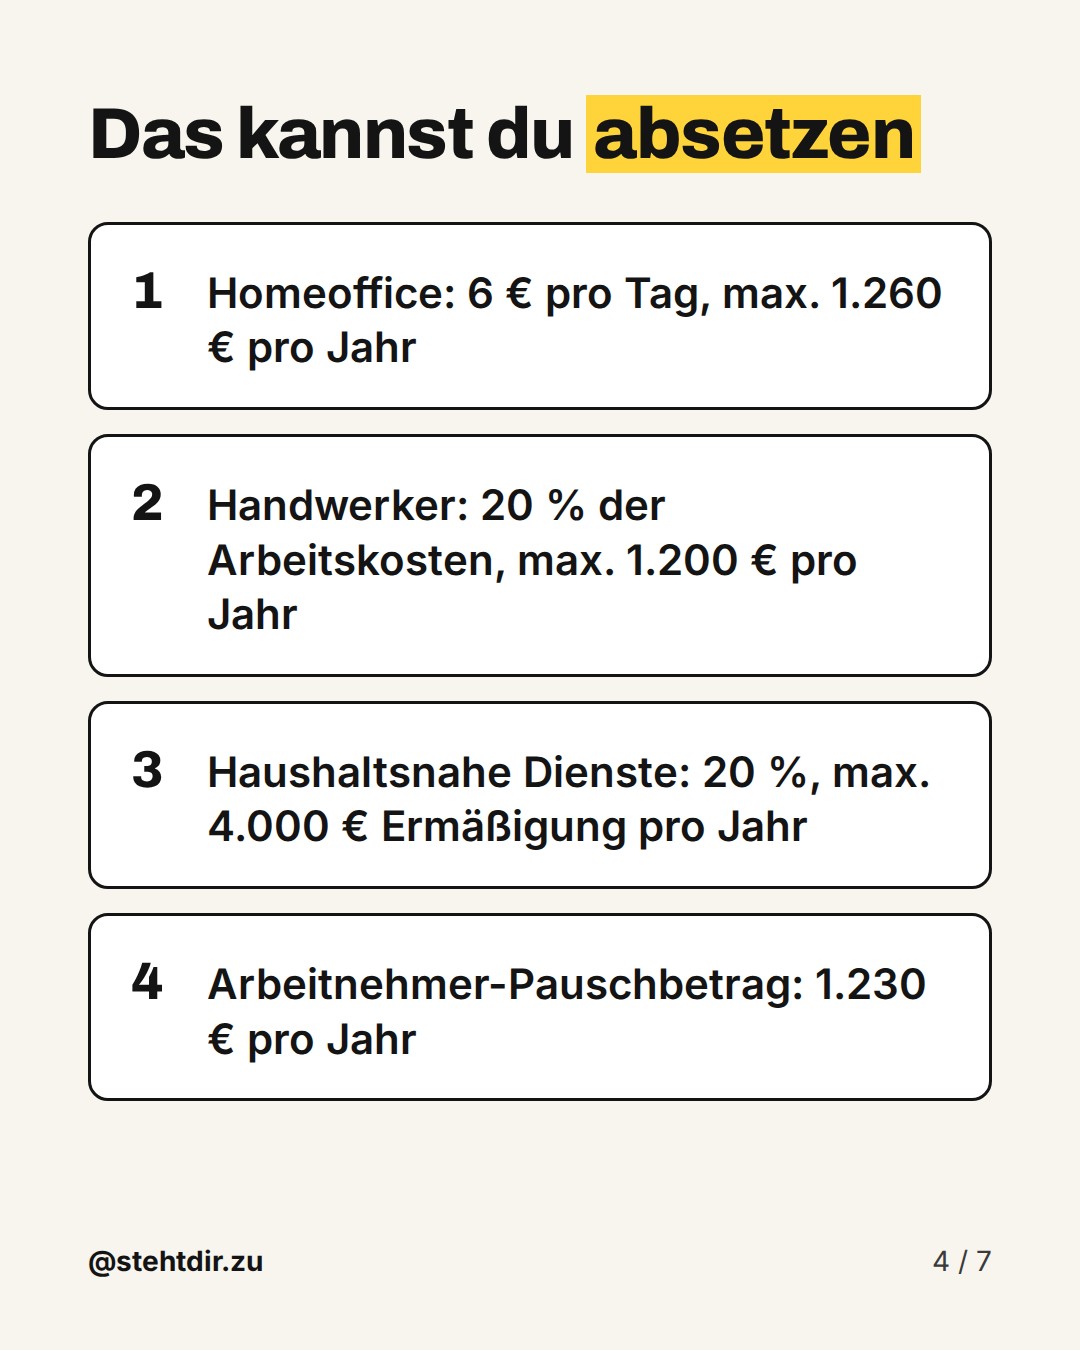 Das kannst du absetzen
1 Homeoffice: 6 € pro Tag, max. 1.260
€ pro Jahr
2 Handwerker: 20 % der
Arbeitskosten, max. 1.200 € pro
Jahr
3 Haushaltsnahe Dienste: 20 %, max.
4.000 € Ermäßigung pro Jahr
4 Arbeitnehmer-Pauschbetrag: 1.230
€ pro Jahr
@stehtdir.zu 4 / 7